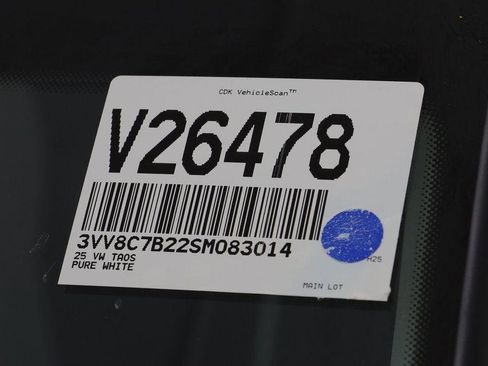 CDK VehicleScan™
V26478
3VV8C7B22SM083014
25 VW TAOS
PURE WHITE
H25
MAIN LOT